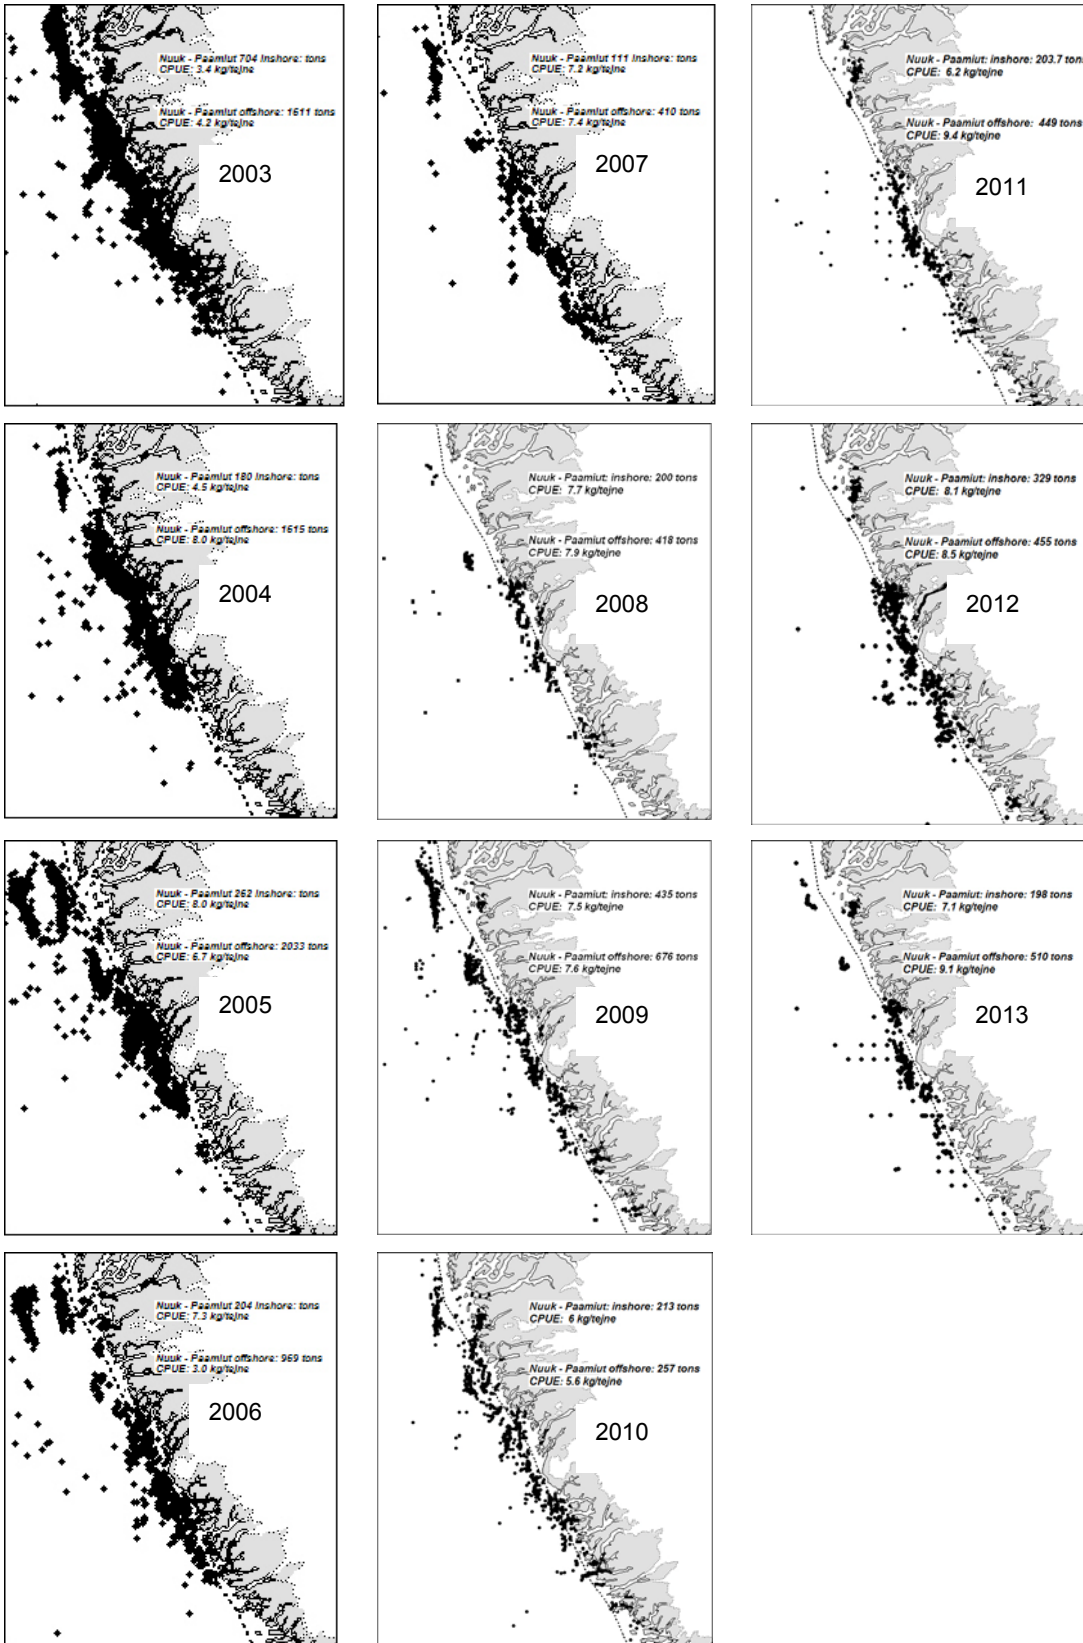 Nuuk - Paamiut 704 Inshore: tons
CPUE: 3.4 kg/tejne
Nuuk - Paamiut offshore: 1611 tons
CPUE: 4.2 kg/tejne
2003
Nuuk - Paamiut 111 Inshore: tons
CPUE: 7.2 kg/tejne
Nuuk - Paamiut offshore: 410 tons
CPUE: 7.4 kg/tejne
2007
Nuuk - Paamiut: inshore: 203.7 tons
CPUE: 6.2 kg/tejne
Nuuk - Paamiut offshore: 449 tons
CPUE: 9.4 kg/tejne
2011
Nuuk - Paamiut 180 Inshore: tons
CPUE: 4.5 kg/tejne
Nuuk - Paamiut offshore: 1615 tons
CPUE: 8.0 kg/tejne
2004
Nuuk - Paamiut: inshore: 200 tons
CPUE: 7.7 kg/tejne
Nuuk - Paamiut offshore: 418 tons
CPUE: 7.9 kg/tejne
2008
Nuuk - Paamiut: inshore: 329 tons
CPUE: 8.1 kg/tejne
Nuuk - Paamiut offshore: 455 tons
CPUE: 8.5 kg/tejne
2012
Nuuk - Paamiut 262 Inshore: tons
CPUE: 8.0 kg/tejne
Nuuk - Paamiut offshore: 2033 tons
CPUE: 6.7 kg/tejne
2005
Nuuk - Paamiut: inshore: 435 tons
CPUE: 7.5 kg/tejne
Nuuk - Paamiut offshore: 676 tons
CPUE: 7.6 kg/tejne
2009
Nuuk - Paamiut: inshore: 198 tons
CPUE: 7.1 kg/tejne
Nuuk - Paamiut offshore: 510 tons
CPUE: 9.1 kg/tejne
2013
Nuuk - Paamiut 204 Inshore: tons
CPUE: 7.3 kg/tejne
Nuuk - Paamiut offshore: 969 tons
CPUE: 3.0 kg/tejne
2006
Nuuk - Paamiut: inshore: 213 tons
CPUE: 6 kg/tejne
Nuuk - Paamiut offshore: 257 tons
CPUE: 5.6 kg/tejne
2010